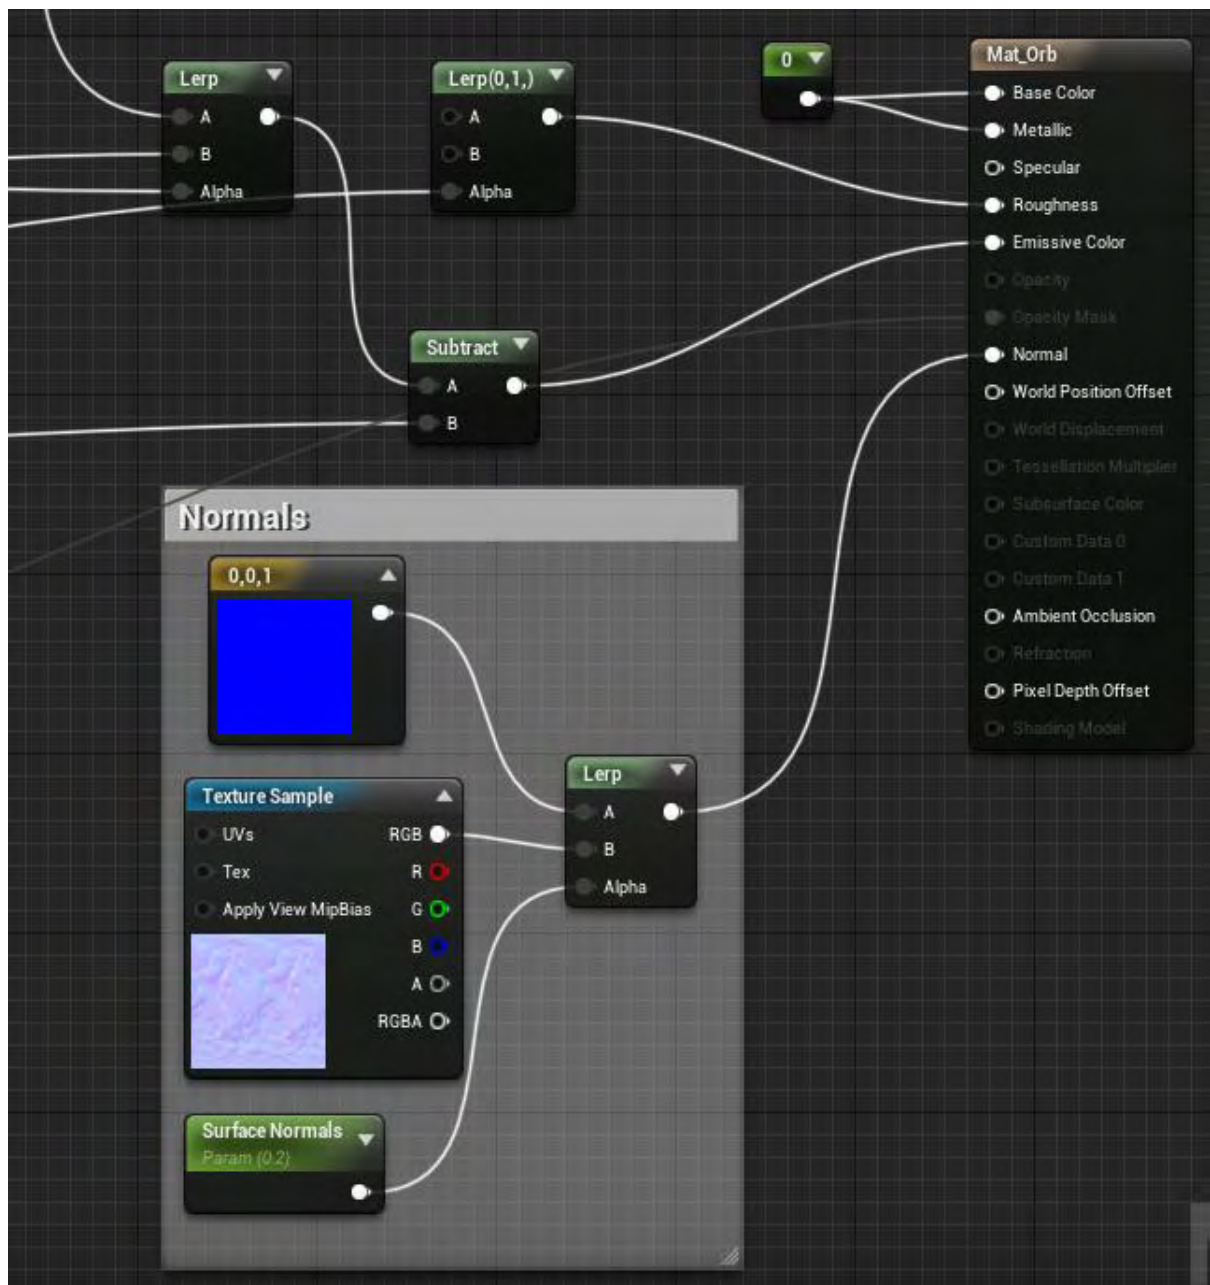 Lerp
A
B
Alpha
Lerp(0,1,)
A
B
Alpha
0
Mat_Orb
Base Color
Metallic
Specular
Roughness
Emissive Color
Opacity
Opacity Mask
Normal
World Position Offset
World Displacement
Tessellation Multiplier
Subsurface Color
Custom Data 0
Custom Data 1
Ambient Occlusion
Refraction
Pixel Depth Offset
Shading Model
Subtract
A
B
Normals
0,0,1
Texture Sample
UVs
RGB
Tex
R
Apply View MipBias
G
B
A
RGBA
Lerp
A
B
Alpha
Surface Normals
Param (0.2)